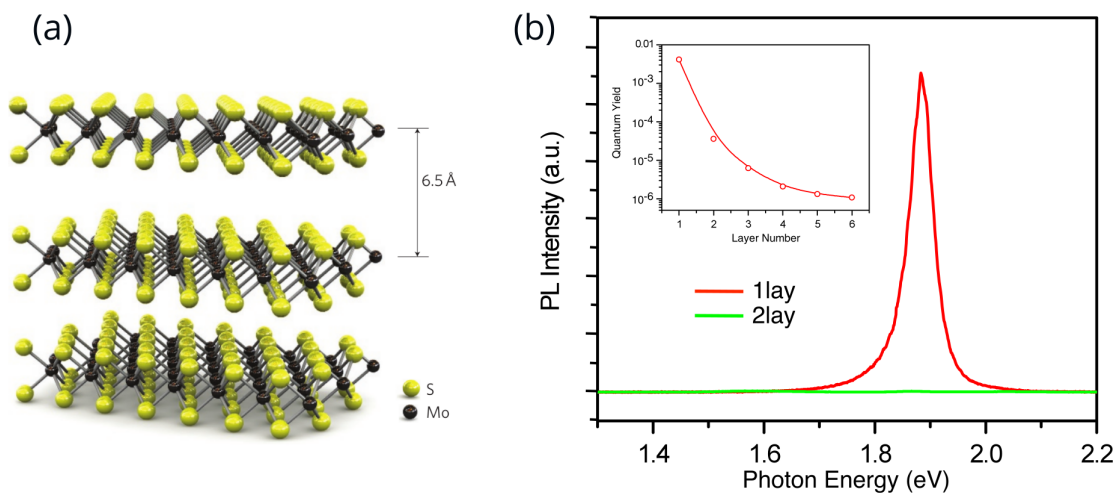 (a)
6.5 Å
S
Mo
(b)
0.01
10⁻³
10⁻⁴
10⁻⁵
10⁻⁶
Quantum Yield
1 2 3 4 5 6
Layer Number
PL Intensity (a.u.)
1lay
2lay
1.4 1.6 1.8 2.0 2.2
Photon Energy (eV)